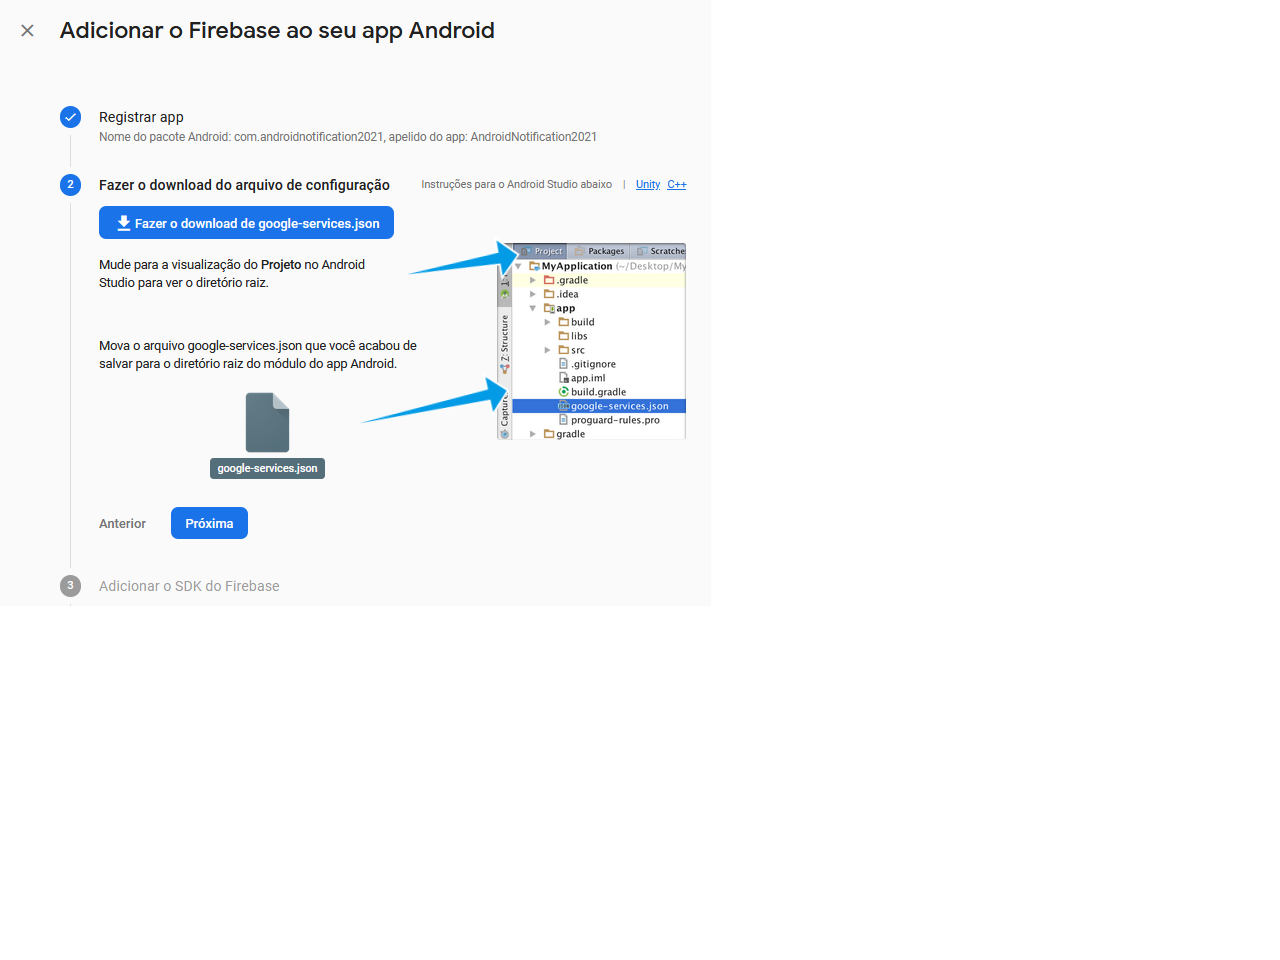 Adicionar o Firebase ao seu app Android
Registrar app
Nome do pacote Android: com.androidnotification2021, apelido do app: AndroidNotification2021
2
Fazer o download do arquivo de configuração
Instruções para o Android Studio abaixo | Unity C++
Fazer o download de google-services.json
Mude para a visualização do Projeto no Android
Studio para ver o diretório raiz.
Mova o arquivo google-services.json que você acabou de
salvar para o diretório raiz do módulo do app Android.
google-services.json
Project Packages Scratche
MyApplication (~/Desktop/My
.gradle
.idea
app
build
libs
src
.gitignore
app.iml
build.gradle
google-services.json
proguard-rules.pro
gradle
Z: Structure
Capture
Anterior
Próxima
3
Adicionar o SDK do Firebase